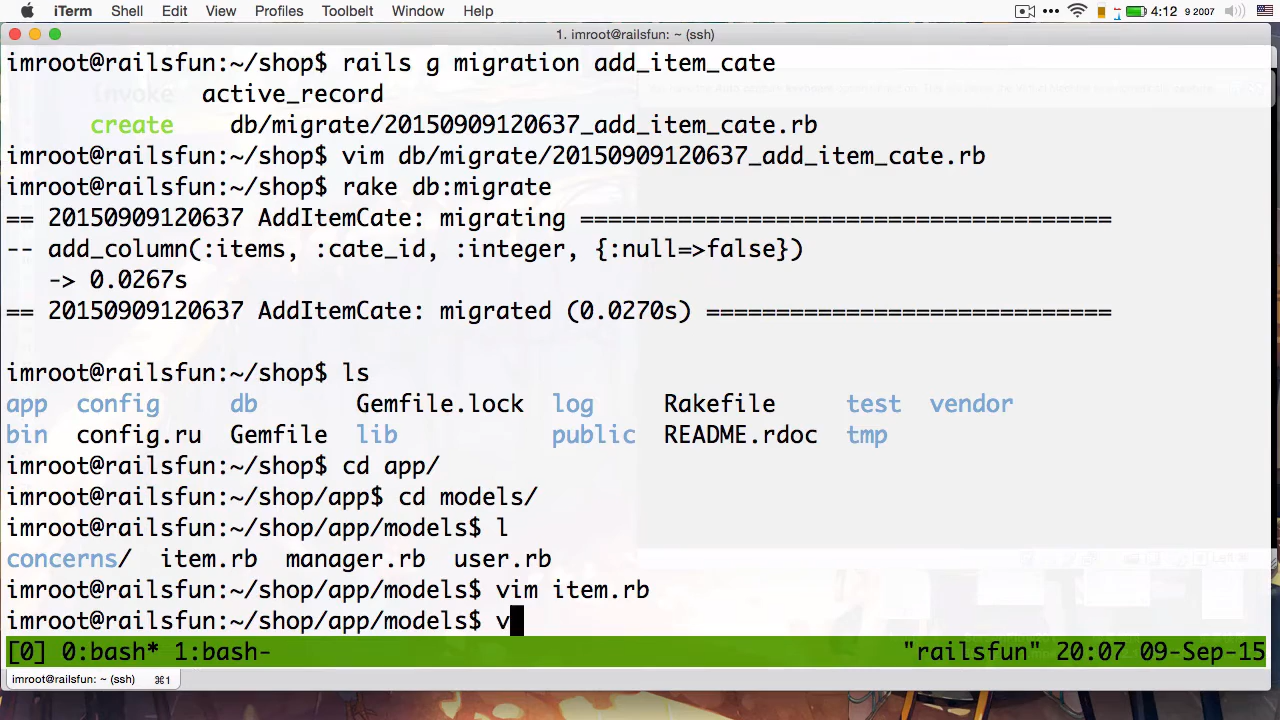 iTerm Shell Edit View Profiles Toolbelt Window Help 4:12 9 2007
1. imroot@railsfun: ~ (ssh)
imroot@railsfun:~/shop$ rails g migration add_item_cate
invoke active_record
create db/migrate/20150909120637_add_item_cate.rb
imroot@railsfun:~/shop$ vim db/migrate/20150909120637_add_item_cate.rb
imroot@railsfun:~/shop$ rake db:migrate
== 20150909120637 AddItemCate: migrating ======================================
-- add_column(:items, :cate_id, :integer, {:null=>false})
-> 0.0267s
== 20150909120637 AddItemCate: migrated (0.0270s) =============================
imroot@railsfun:~/shop$ ls
app config db Gemfile.lock log Rakefile test vendor
bin config.ru Gemfile lib public README.rdoc tmp
imroot@railsfun:~/shop$ cd app/
imroot@railsfun:~/shop/app$ cd models/
imroot@railsfun:~/shop/app/models$ l
concerns/ item.rb manager.rb user.rb
imroot@railsfun:~/shop/app/models$ vim item.rb
imroot@railsfun:~/shop/app/models$ v
[0] 0:bash* 1:bash- "railsfun" 20:07 09-Sep-15
imroot@railsfun: ~ (ssh) ⌘1